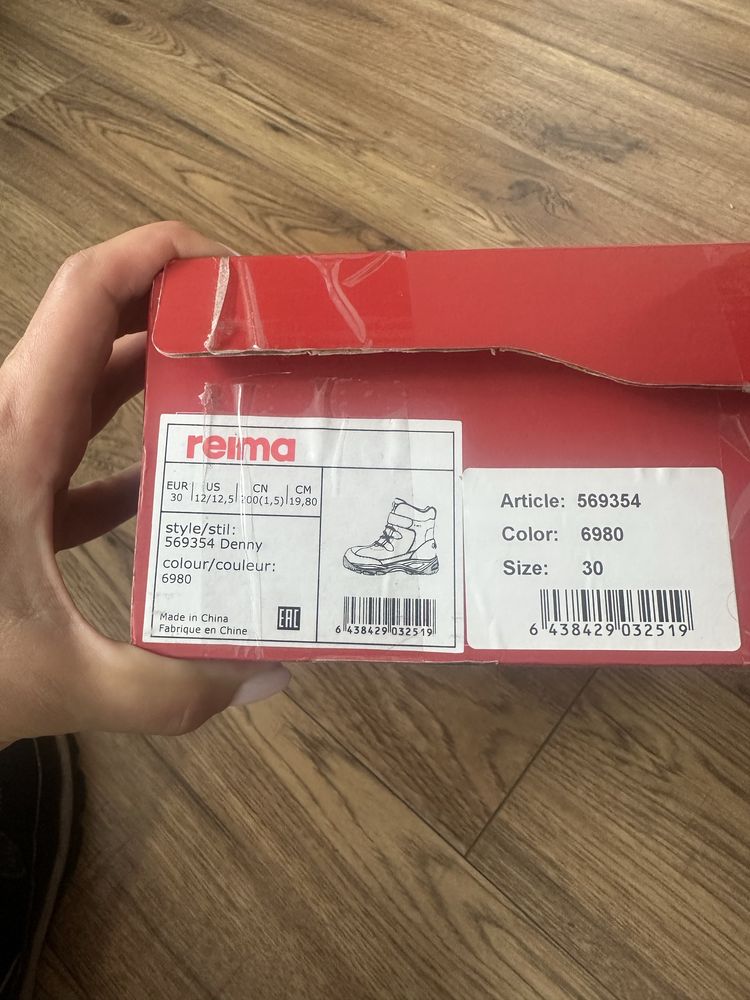 reima
EUR US CN CM
30 12/12,5 200(1,5) 19,80
style/stil:
569354 Denny
colour/couleur:
6980
Made in China
Fabrique en Chine
EAC
6 438429 032519
Article: 569354
Color: 6980
Size: 30
6 438429 032519